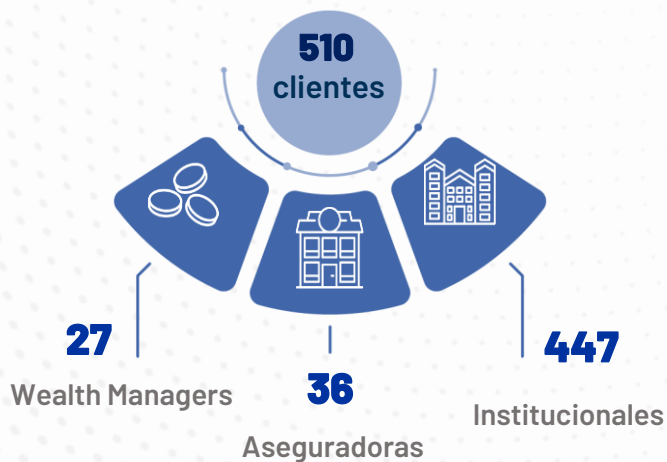 510
clientes
27
Wealth Managers
36
Aseguradoras
447
Institucionales